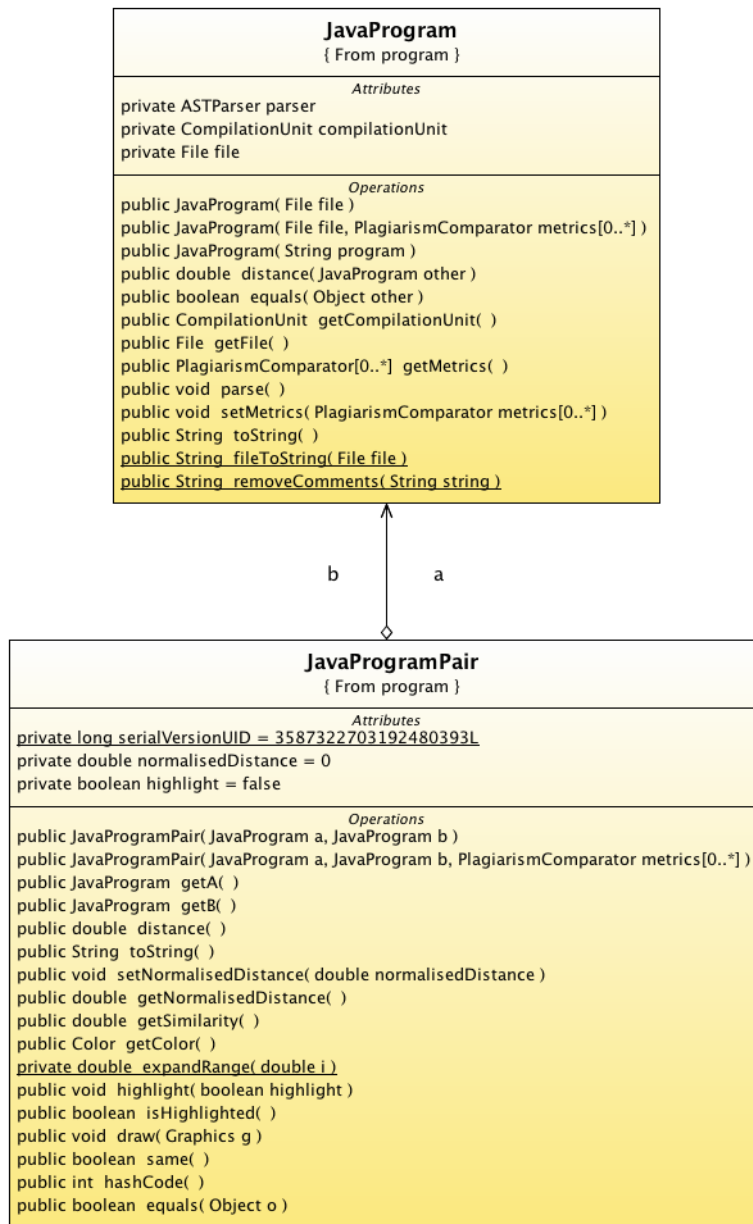 JavaProgram
{ From program }
Attributes
private ASTParser parser
private CompilationUnit compilationUnit
private File file
Operations
public JavaProgram( File file )
public JavaProgram( File file, PlagiarismComparator metrics[0..*] )
public JavaProgram( String program )
public double distance( JavaProgram other )
public boolean equals( Object other )
public CompilationUnit getCompilationUnit( )
public File getFile( )
public PlagiarismComparator[0..*] getMetrics( )
public void parse( )
public void setMetrics( PlagiarismComparator metrics[0..*] )
public String toString( )
public String fileToString( File file )
public String removeComments( String string )
b a
JavaProgramPair
{ From program }
Attributes
private long serialVersionUID = 3587322703192480393L
private double normalisedDistance = 0
private boolean highlight = false
Operations
public JavaProgramPair( JavaProgram a, JavaProgram b )
public JavaProgramPair( JavaProgram a, JavaProgram b, PlagiarismComparator metrics[0..*] )
public JavaProgram getA( )
public JavaProgram getB( )
public double distance( )
public String toString( )
public void setNormalisedDistance( double normalisedDistance )
public double getNormalisedDistance( )
public double getSimilarity( )
public Color getColor( )
private double expandRange( double i )
public void highlight( boolean highlight )
public boolean isHighlighted( )
public void draw( Graphics g )
public boolean same( )
public int hashCode( )
public boolean equals( Object o )